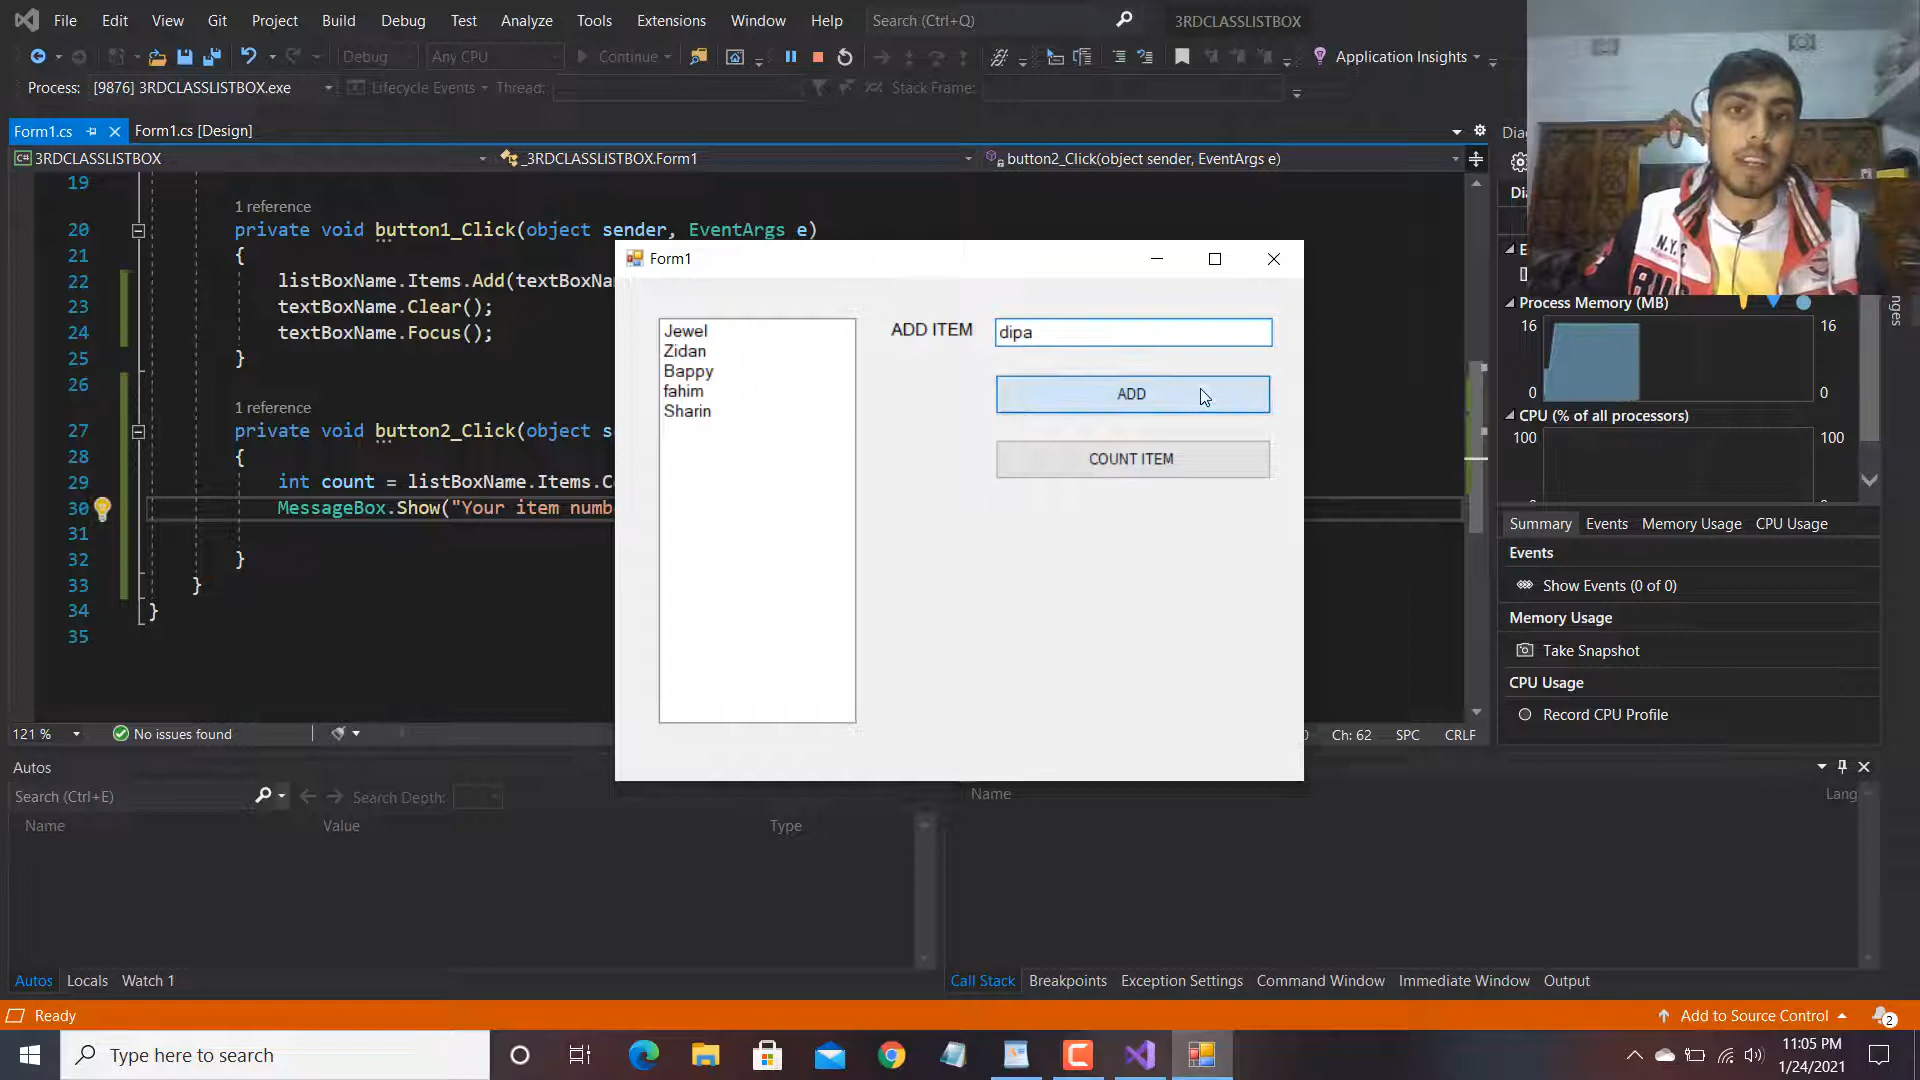 File Edit View Git Project Build Debug Test Analyze Tools Extensions Window Help Search (Ctrl+Q) 3RDCLASSLISTBOX
Debug Any CPU Continue Application Insights
Process: [9876] 3RDCLASSLISTBOX.exe Lifecycle Events Thread: Stack Frame:
Form1.cs Form1.cs [Design]
3RDCLASSLISTBOX _3RDCLASSLISTBOX.Form1 button2_Click(object sender, EventArgs e)
19
1 reference
20 private void button1_Click(object sender, EventArgs e)
21 {
22 listBoxName.Items.Add(textBoxNa
23 textBoxName.Clear();
24 textBoxName.Focus();
25 }
26
1 reference
27 private void button2_Click(object s
28 {
29 int count = listBoxName.Items.C
30 MessageBox.Show("Your item numb
31
32 }
33 }
34 }
35
Form1
Jewel
Zidan
Bappy
fahim
Sharin
ADD ITEM dipa
ADD
COUNT ITEM
N.Y.C
Process Memory (MB)
16 16
0 0
CPU (% of all processors)
100 100
Summary Events Memory Usage CPU Usage
Events
Show Events (0 of 0)
Memory Usage
Take Snapshot
CPU Usage
Record CPU Profile
nges
121 % No issues found Ch: 62 SPC CRLF
Autos
Search (Ctrl+E) Search Depth:
Name Value Type
Name Lang
Autos Locals Watch 1
Call Stack Breakpoints Exception Settings Command Window Immediate Window Output
Ready Add to Source Control 2
Type here to search
11:05 PM
1/24/2021